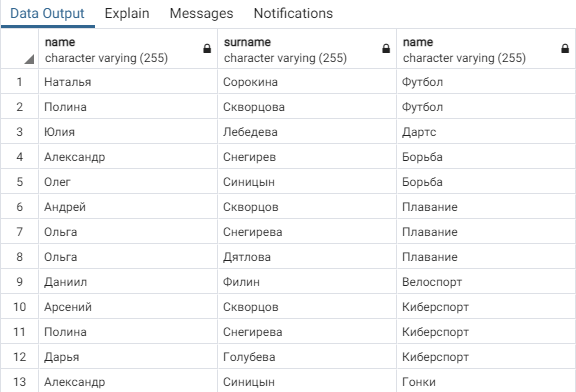 Data Output Explain Messages Notifications
name surname name
character varying (255) character varying (255) character varying (255)
1 Наталья Сорокина Футбол
2 Полина Скворцова Футбол
3 Юлия Лебедева Дартс
4 Александр Снегирев Борьба
5 Олег Синицын Борьба
6 Андрей Скворцов Плавание
7 Ольга Снегирева Плавание
8 Ольга Дятлова Плавание
9 Даниил Филин Велоспорт
10 Арсений Скворцов Киберспорт
11 Полина Снегирева Киберспорт
12 Дарья Голубева Киберспорт
13 Александр Синицын Гонки